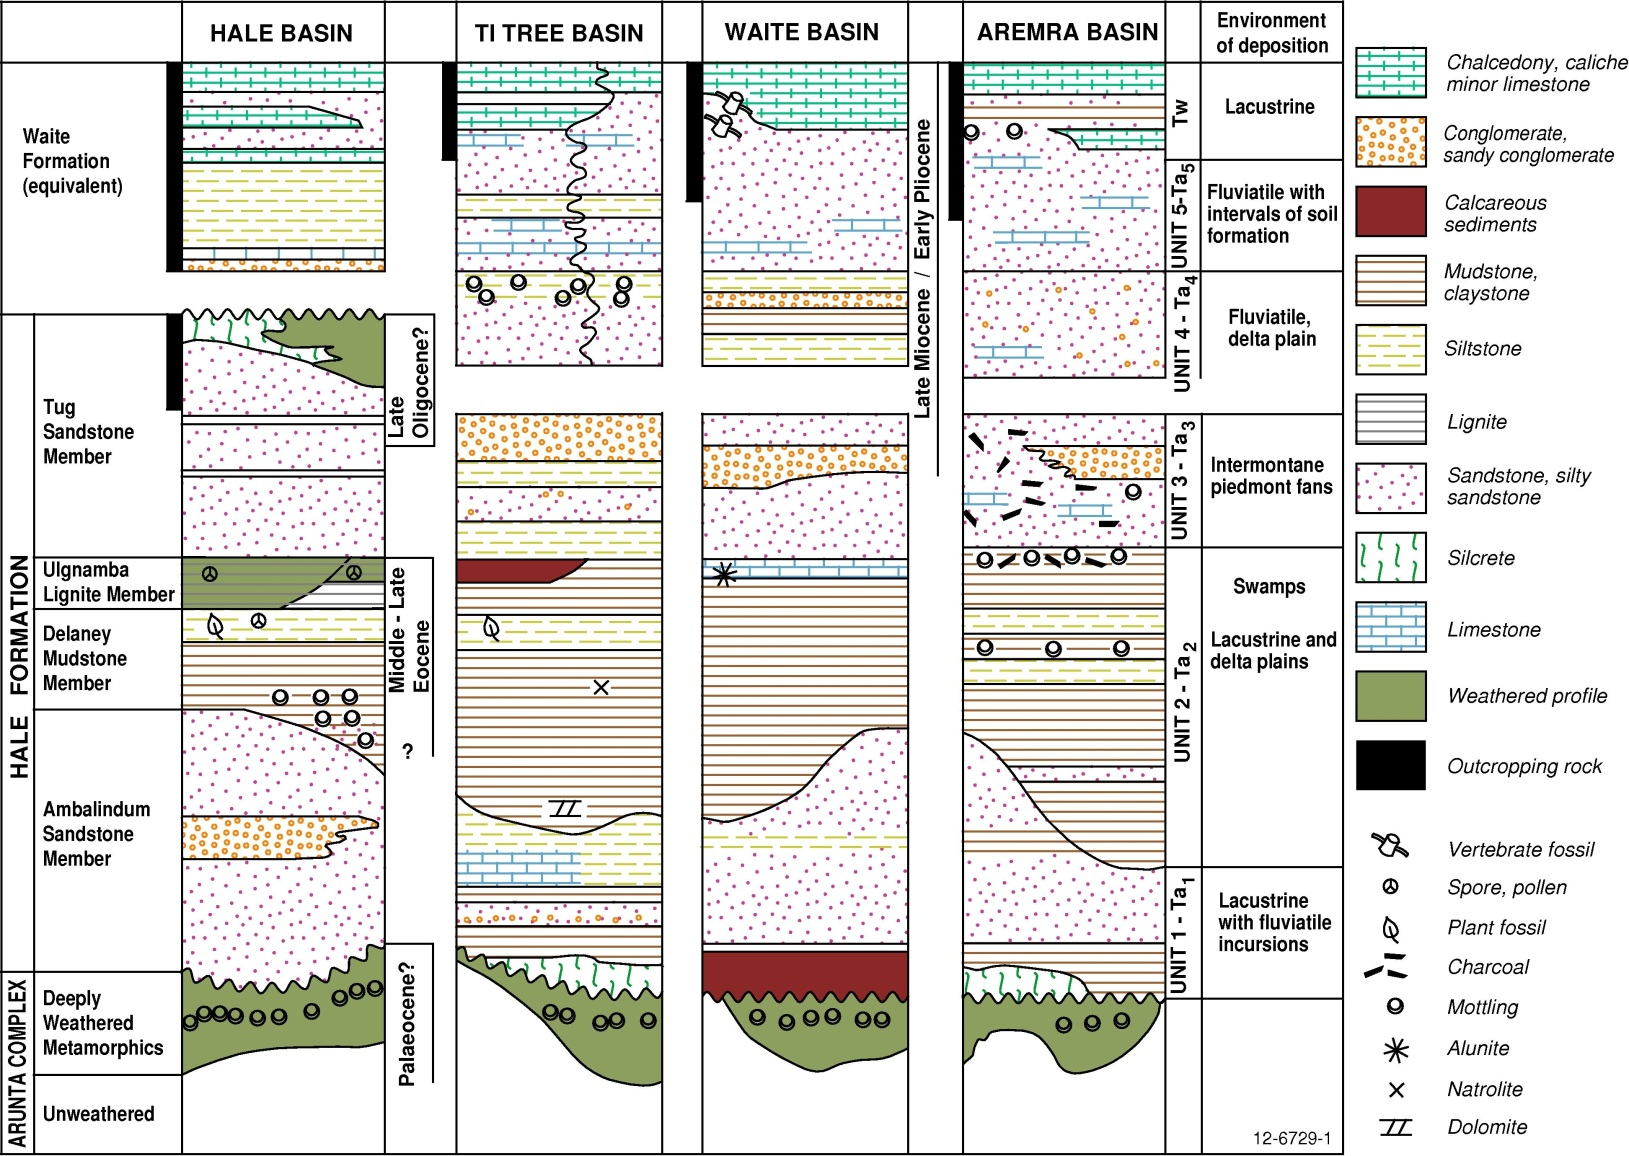 HALE BASIN
TI TREE BASIN
WAITE BASIN
AREMRA BASIN
Environment
of deposition
Waite
Formation
(equivalent)
Tug
Sandstone
Member
Ulgnamba
Lignite Member
Delaney
Mudstone
Member
Ambalindum
Sandstone
Member
Deeply
Weathered
Metamorphics
Unweathered
HALE FORMATION
ARUNTA COMPLEX
Late
Oligocene?
Middle - Late
Eocene
?
Palaeocene?
Late Miocene / Early Pliocene
Tw
UNIT 5-Ta5
UNIT 4 - Ta4
UNIT 3 - Ta3
UNIT 2 - Ta2
UNIT 1 - Ta1
Lacustrine
Fluviatile with
intervals of soil
formation
Fluviatile,
delta plain
Intermontane
piedmont fans
Swamps
Lacustrine and
delta plains
Lacustrine
with fluviatile
incursions
12-6729-1
Chalcedony, caliche
minor limestone
Conglomerate,
sandy conglomerate
Calcareous
sediments
Mudstone,
claystone
Siltstone
Lignite
Sandstone, silty
sandstone
Silcrete
Limestone
Weathered profile
Outcropping rock
Vertebrate fossil
Spore, pollen
Plant fossil
Charcoal
Mottling
Alunite
Natrolite
Dolomite